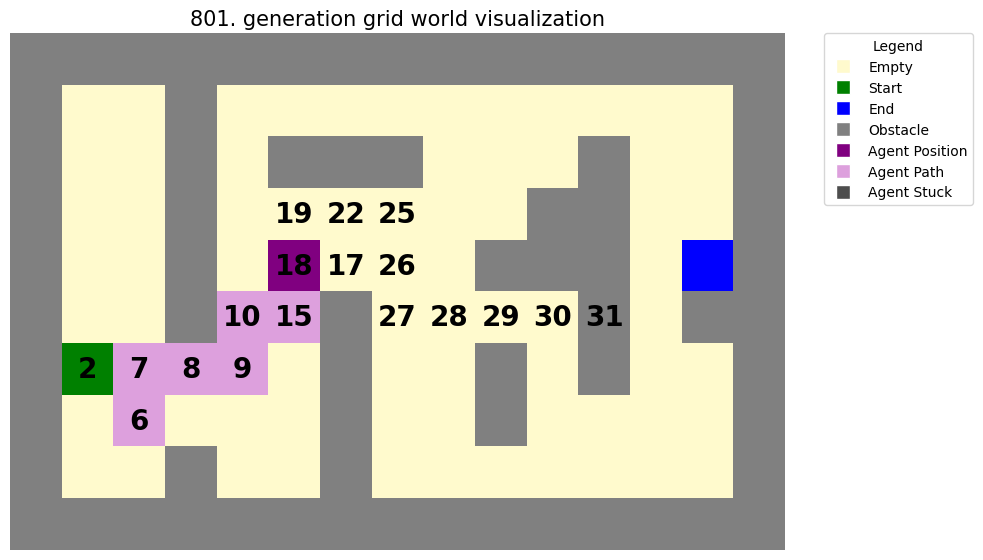 801. generation grid world visualization
Legend
Empty
Start
End
Obstacle
Agent Position
Agent Path
Agent Stuck
19 22 25
18 17 26
10 15 27 28 29 30 31
2 7 8 9
6